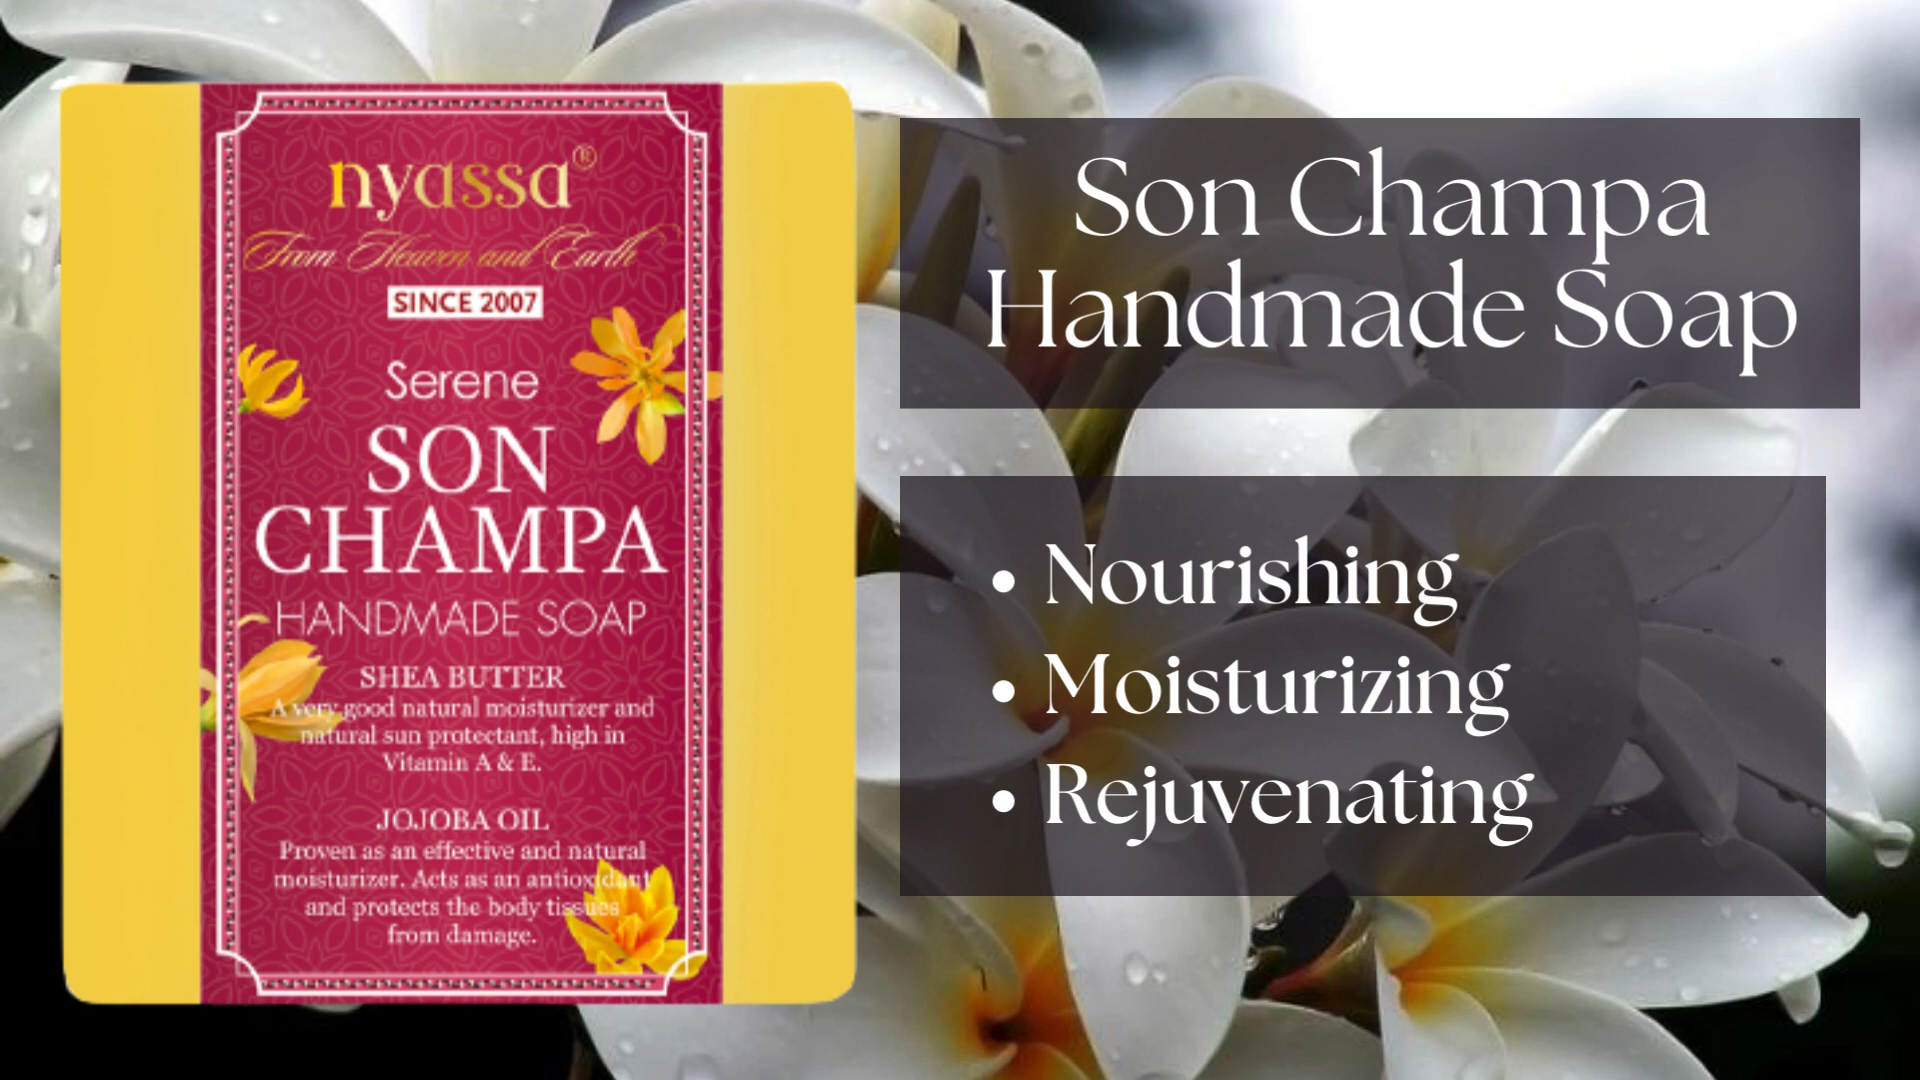 nyassa®
From Heaven and Earth
SINCE 2007
Serene
SON
CHAMPA
HANDMADE SOAP
SHEA BUTTER
A very good natural moisturizer and
natural sun protectant, high in
Vitamin A & E.
JOJOBA OIL
Proven as an effective and natural
moisturizer. Acts as an antioxidant
and protects the body tissues
from damage.
Son Champa
Handmade Soap
• Nourishing
• Moisturizing
• Rejuvenating